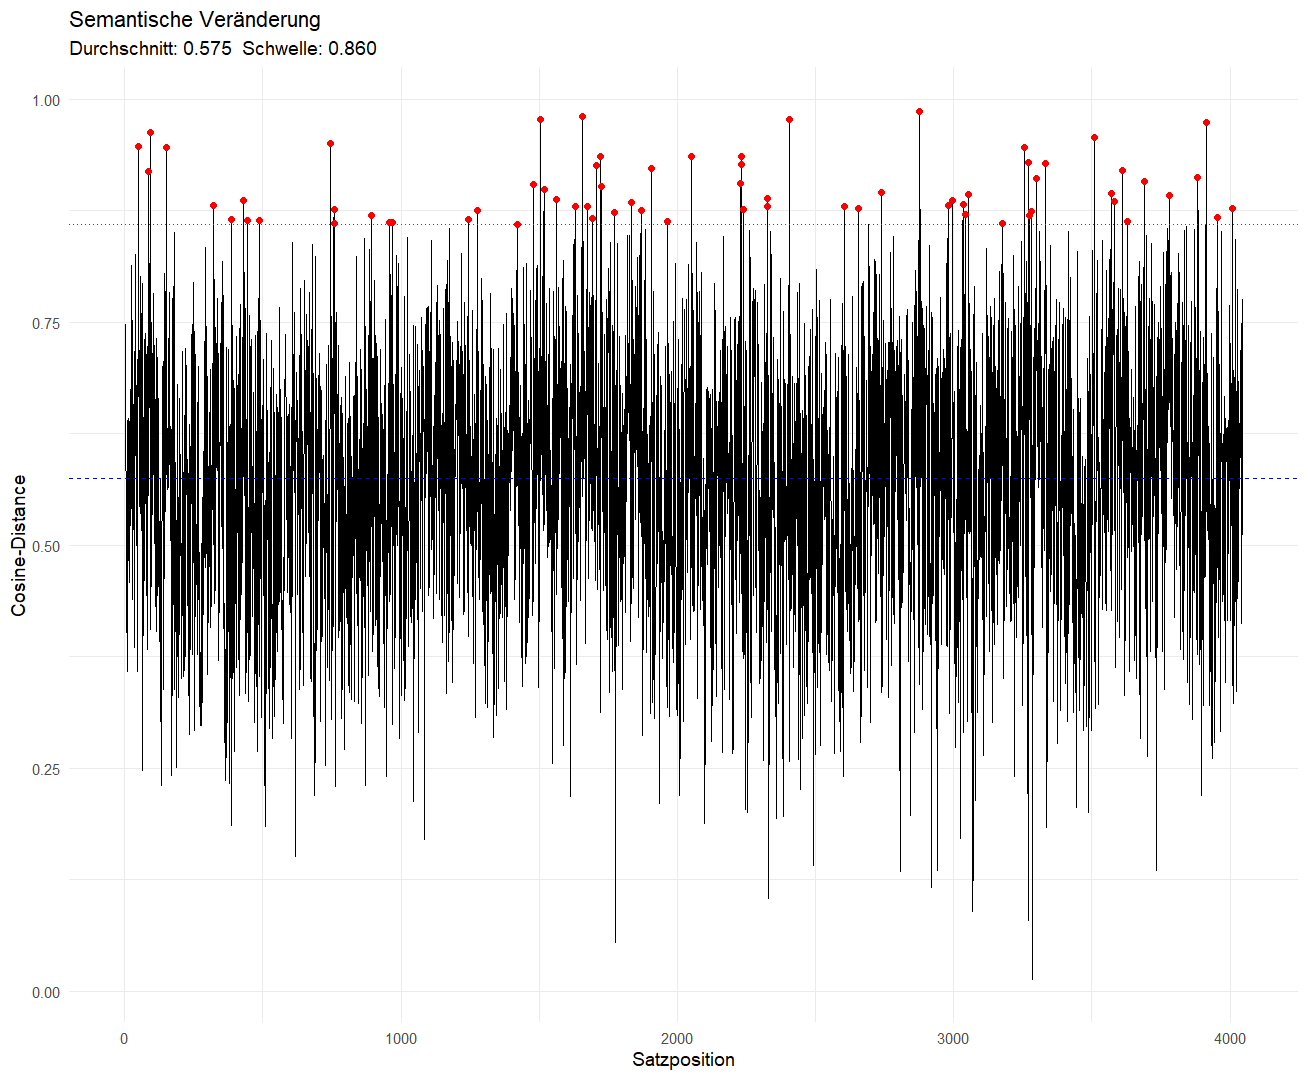 Semantische Veränderung
Durchschnitt: 0.575  Schwelle: 0.860
1.00
0.75
0.50
0.25
0.00
Cosine-Distance
0
1000
2000
3000
4000
Satzposition